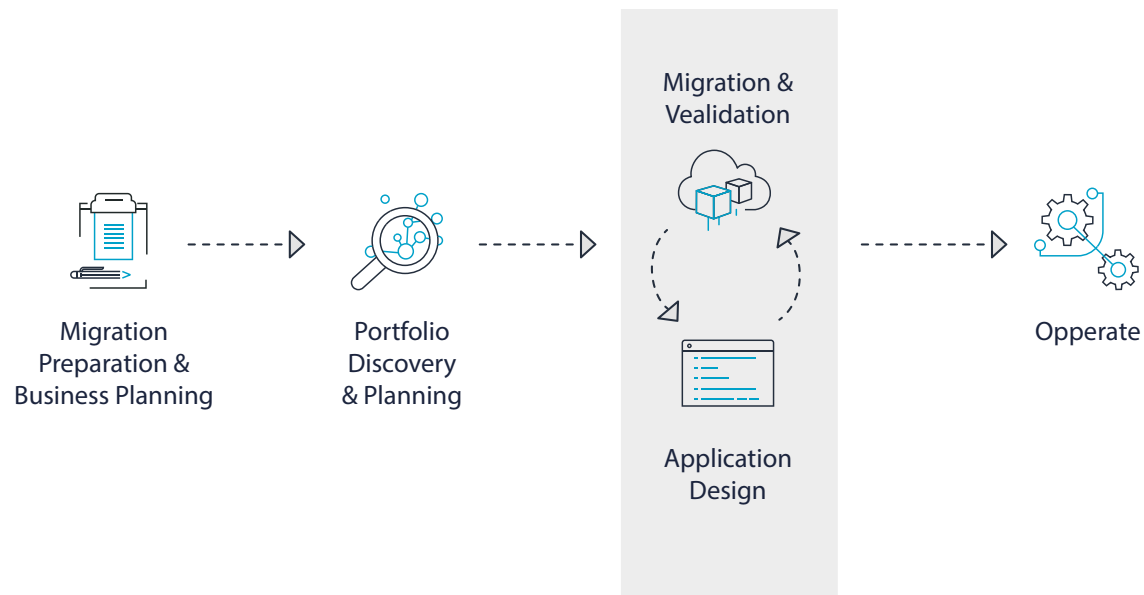 Migration
Preparation &
Business Planning
Portfolio
Discovery
& Planning
Migration &
Vealidation
Application
Design
Opperate